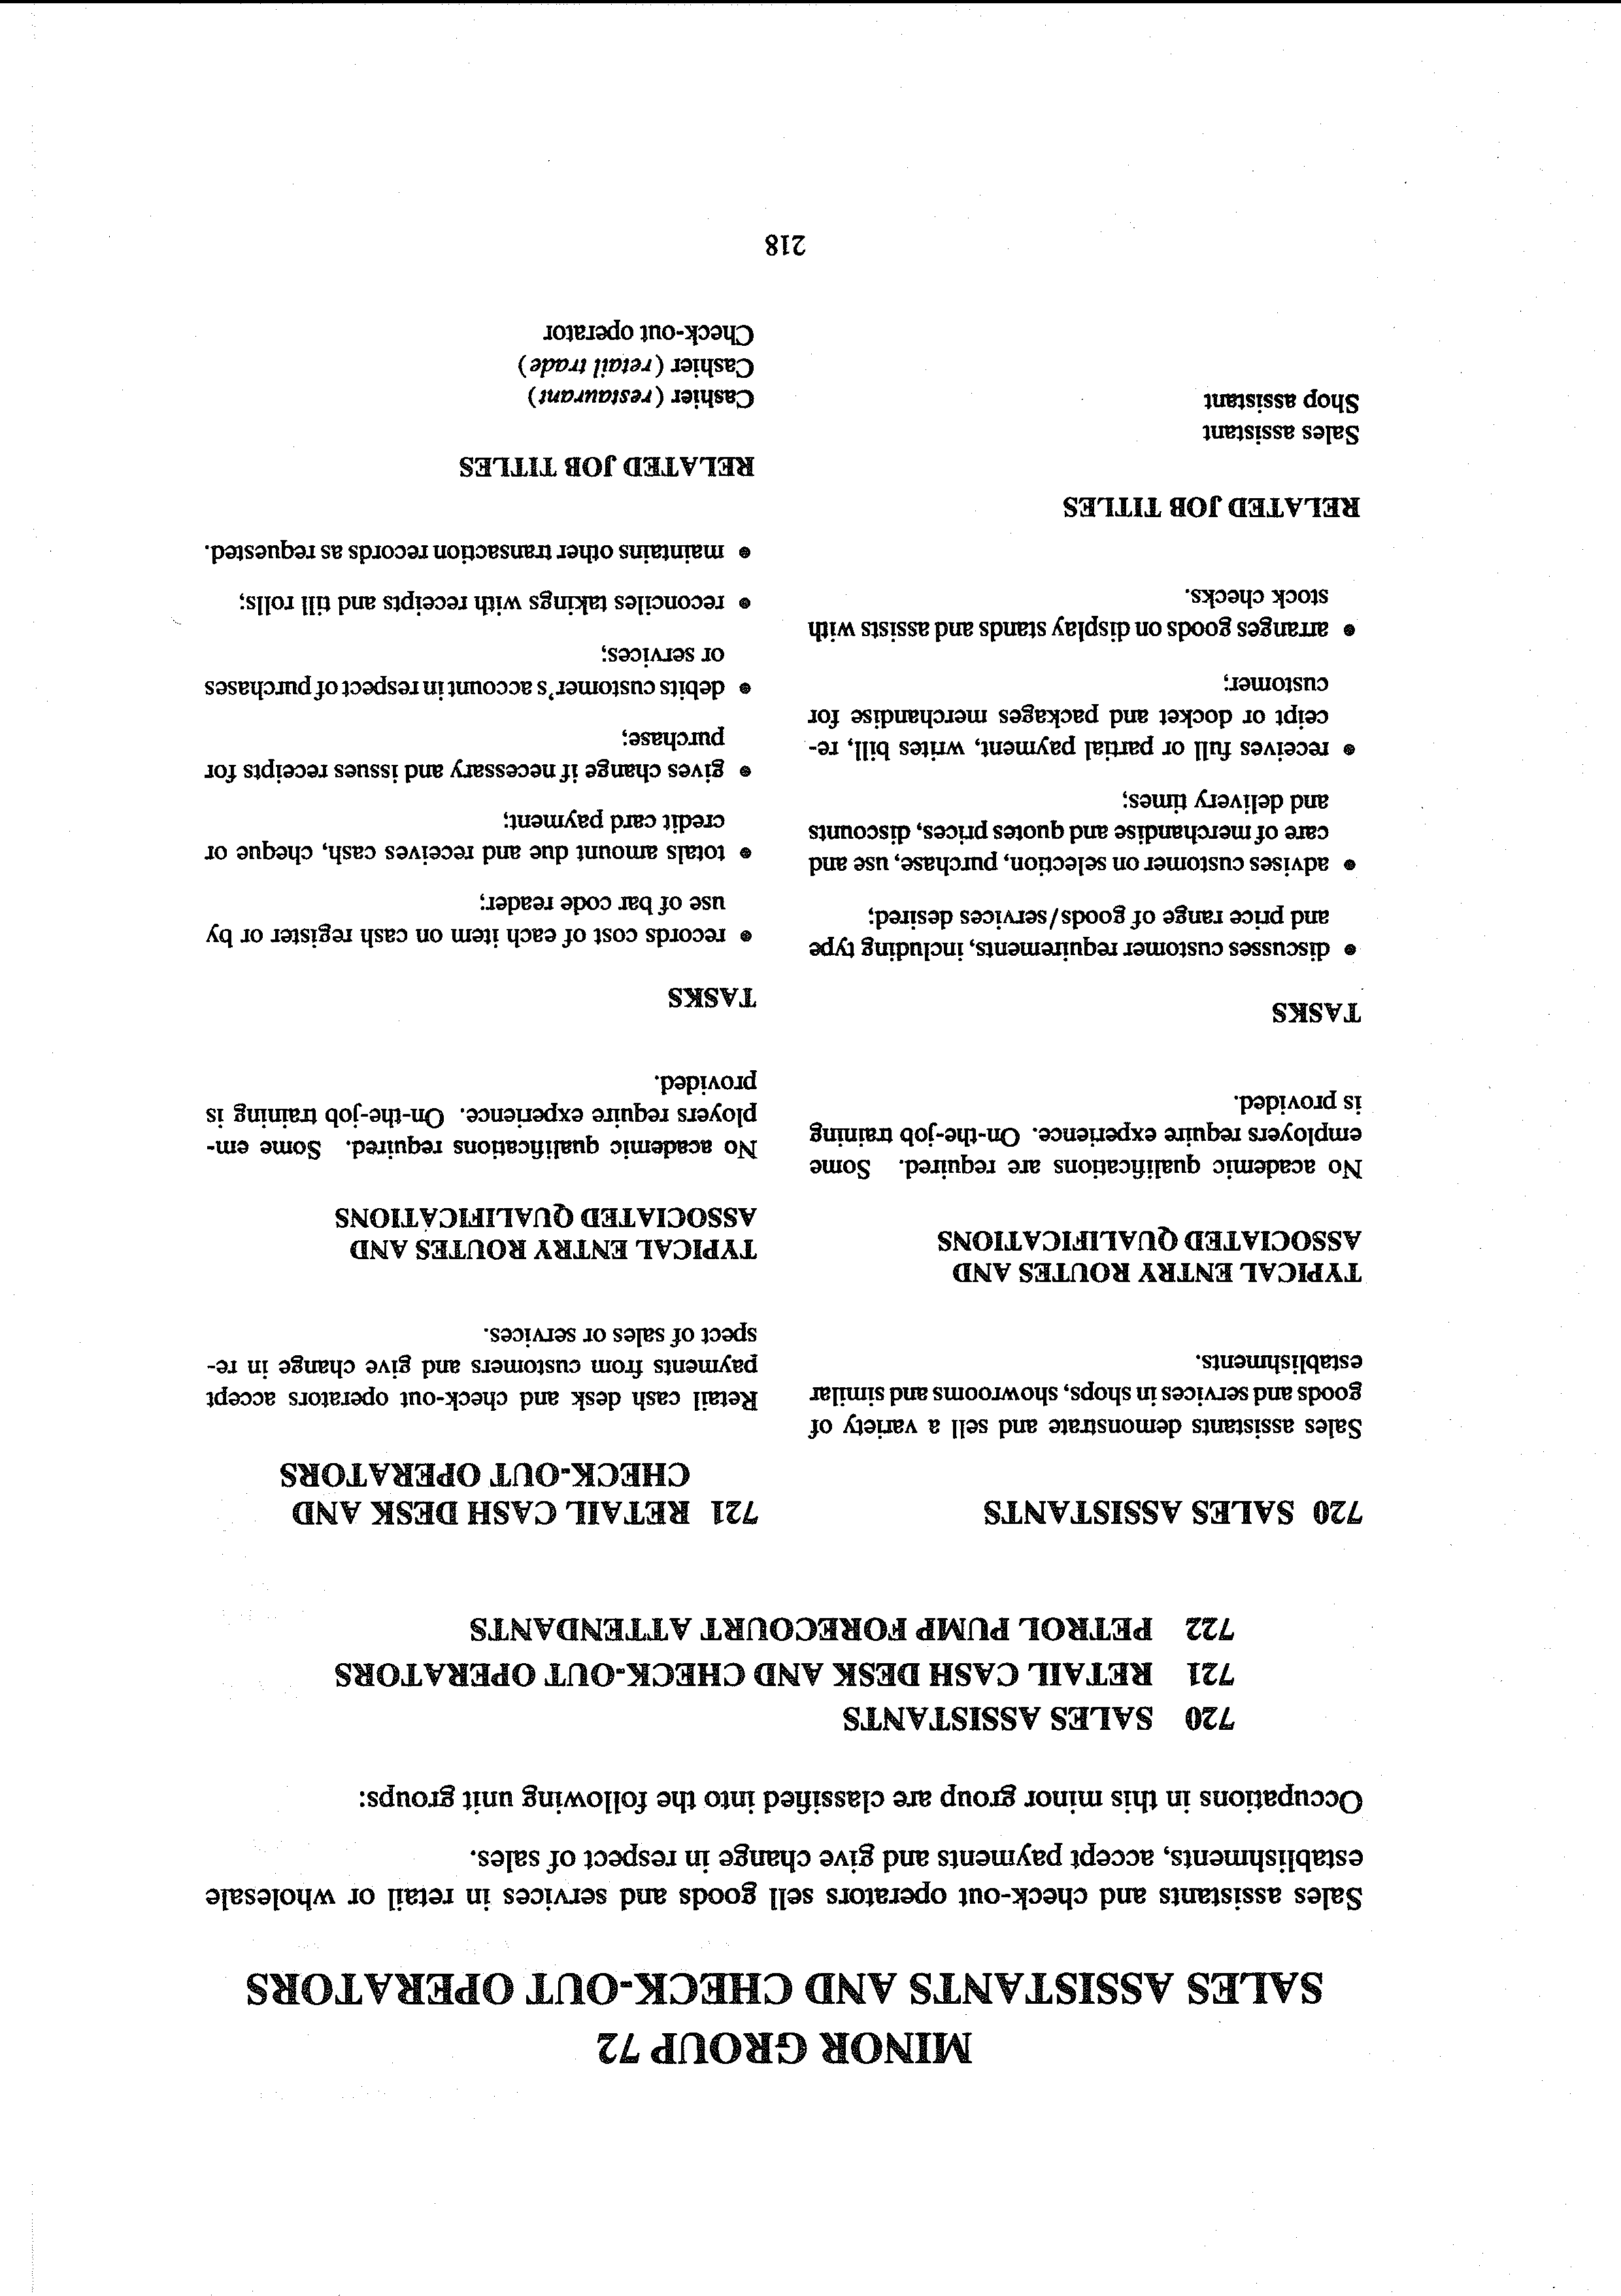 MINOR GROUP 72
SALES ASSISTANTS AND CHECK-OUT OPERATORS
Sales assistants and check-out operators sell goods and services in retail or wholesale
establishments, accept payments and give change in respect of sales.
Occupations in this minor group are classified into the following unit groups:
720 SALES ASSISTANTS
721 RETAIL CASH DESK AND CHECK-OUT OPERATORS
722 PETROL PUMP FORECOURT ATTENDANTS
720 SALES ASSISTANTS
Sales assistants demonstrate and sell a variety of
goods and services in shops, showrooms and similar
establishments.
TYPICAL ENTRY ROUTES AND
ASSOCIATED QUALIFICATIONS
No academic qualifications are required. Some
employers require experience. On-the-job training
is provided.
TASKS
• discusses customer requirements, including type
and price range of goods/services desired;
• advises customer on selection, purchase, use and
care of merchandise and quotes prices, discounts
and delivery times;
• receives full or partial payment, writes bill, re-
ceipt or docket and packages merchandise for
customer;
• arranges goods on display stands and assists with
stock checks.
RELATED JOB TITLES
Sales assistant
Shop assistant
721 RETAIL CASH DESK AND
CHECK-OUT OPERATORS
Retail cash desk and check-out operators accept
payments from customers and give change in re-
spect of sales or services.
TYPICAL ENTRY ROUTES AND
ASSOCIATED QUALIFICATIONS
No academic qualifications required. Some em-
ployers require experience. On-the-job training is
provided.
TASKS
• records cost of each item on cash register or by
use of bar code reader;
• totals amount due and receives cash, cheque or
credit card payment;
• gives change if necessary and issues receipts for
purchase;
• debits customer's account in respect of purchases
or services;
• reconciles takings with receipts and till rolls;
• maintains other transaction records as requested.
RELATED JOB TITLES
Cashier (restaurant)
Cashier (retail trade)
Check-out operator
218